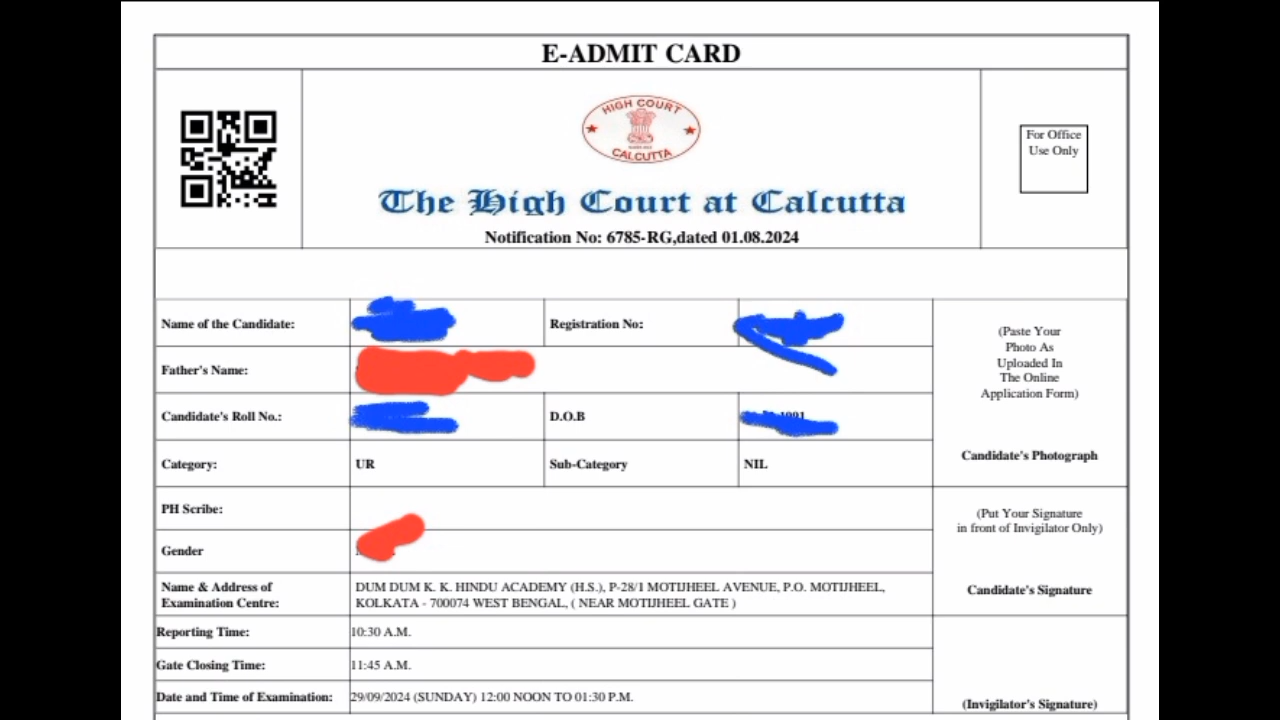 E-ADMIT CARD
HIGH COURT
CALCUTTA
For Office
Use Only
The High Court at Calcutta
Notification No: 6785-RG,dated 01.08.2024
Name of the Candidate:
Registration No:
(Paste Your
Photo As
Uploaded In
The Online
Application Form)
Father's Name:
Candidate's Roll No.:
D.O.B
Candidate's Photograph
Category:
UR
Sub-Category
NIL
PH Scribe:
(Put Your Signature
in front of Invigilator Only)
Gender
Name & Address of
Examination Centre:
DUM DUM K. K. HINDU ACADEMY (H.S.), P-28/1 MOTIJHEEL AVENUE, P.O. MOTIJHEEL,
KOLKATA - 700074 WEST BENGAL, ( NEAR MOTIJHEEL GATE )
Candidate's Signature
Reporting Time:
10:30 A.M.
Gate Closing Time:
11:45 A.M.
Date and Time of Examination:
29/09/2024 (SUNDAY) 12:00 NOON TO 01:30 P.M.
(Invigilator's Signature)